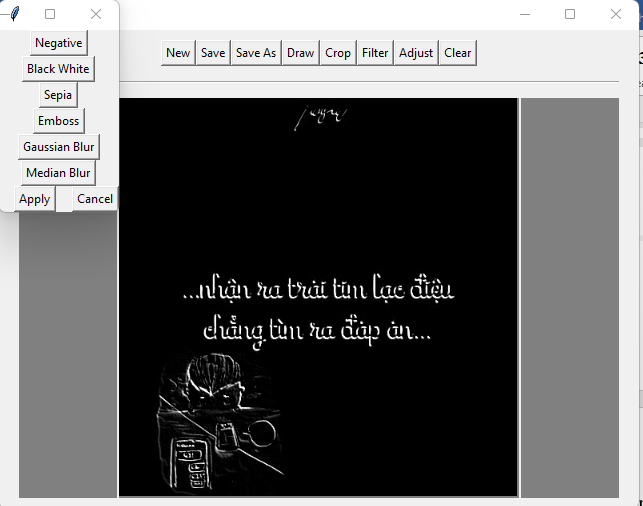 Negative
Black White
Sepia
Emboss
Gaussian Blur
Median Blur
Apply Cancel
New Save Save As Draw Crop Filter Adjust Clear
...nhận ra trái tim lạc điệu
chẳng tìm ra đáp án...